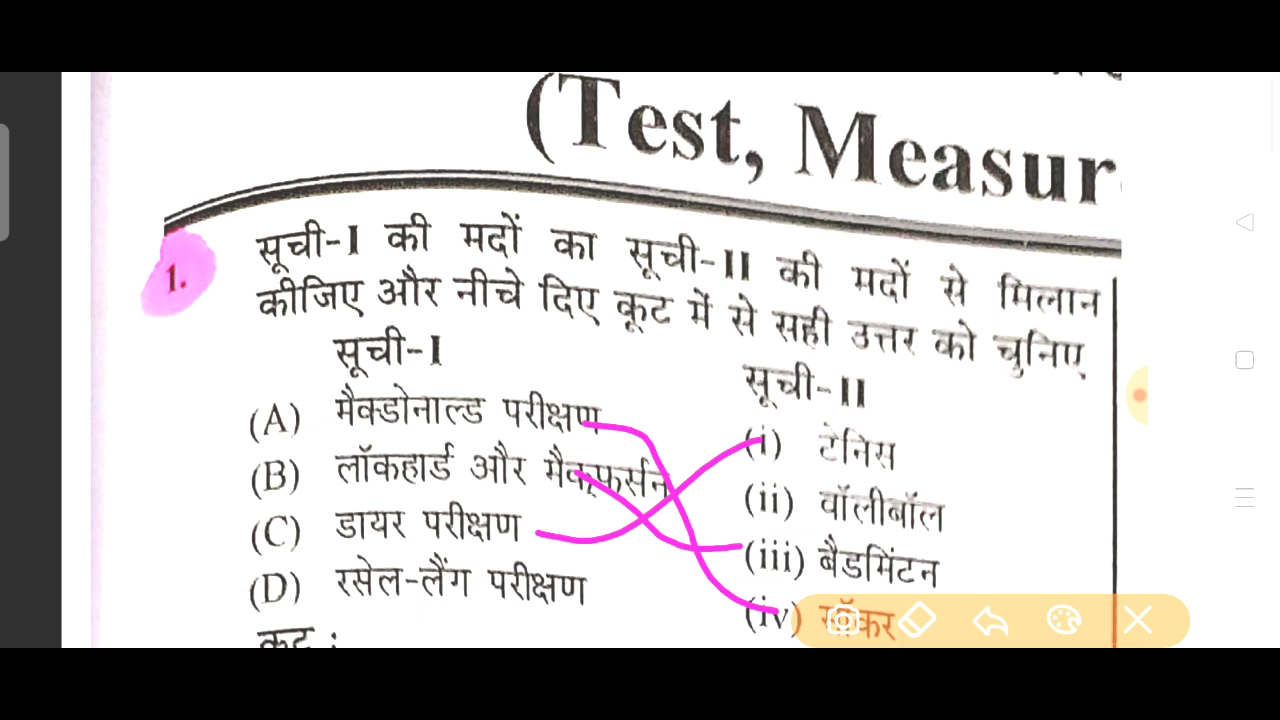 (Test, Measur
1. सूची-I की मदों का सूची-II की मदों से मिलान
कीजिए और नीचे दिए कूट में से सही उत्तर को चुनिए
सूची-I
सूची-II
(A) मैक्डोनाल्ड परीक्षण
(i) टेनिस
(B) लॉकहार्ड और मैक्फर्सन
(ii) वॉलीबॉल
(C) डायर परीक्षण
(iii) बैडमिंटन
(D) रसेल-लैंग परीक्षण
(iv) सॉकर
कूट :